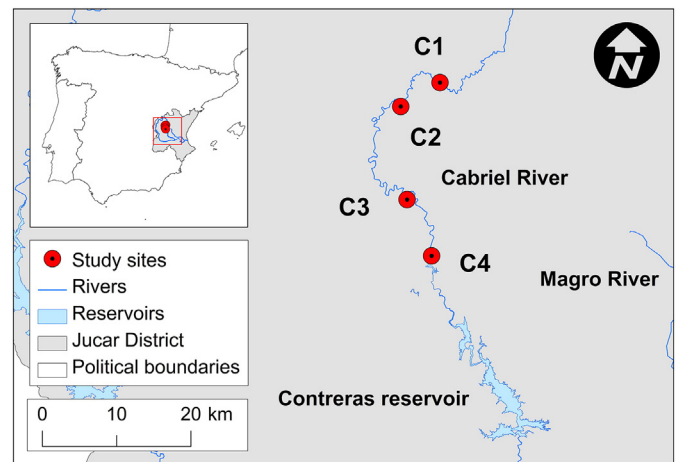 C1
N
C2
Cabriel River
C3
C4
Magro River
Contreras reservoir
Study sites
Rivers
Reservoirs
Jucar District
Political boundaries
0 10 20 km